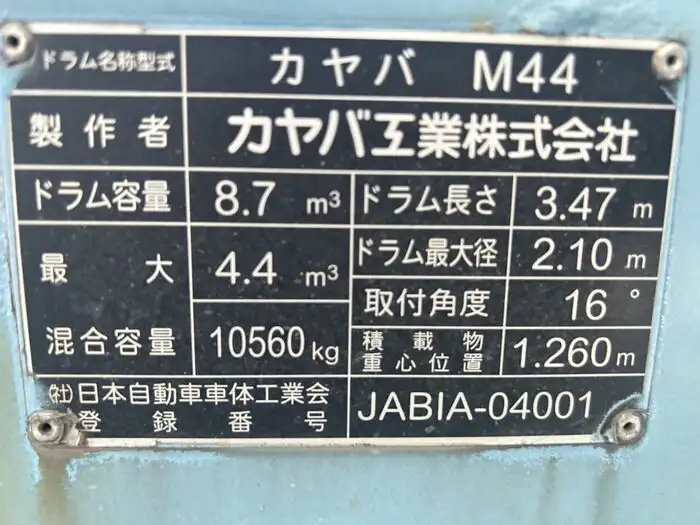 ドラム名称型式 カヤバ M44
製作者 カヤバ工業株式会社
ドラム容量 8.7 m³ ドラム長さ 3.47 m
最大混合容量 4.4 m³ ドラム最大径 2.10 m
取付角度 16°
10560 kg 積載物重心位置 1.260 m
(社)日本自動車車体工業会
登録番号 JABIA-04001